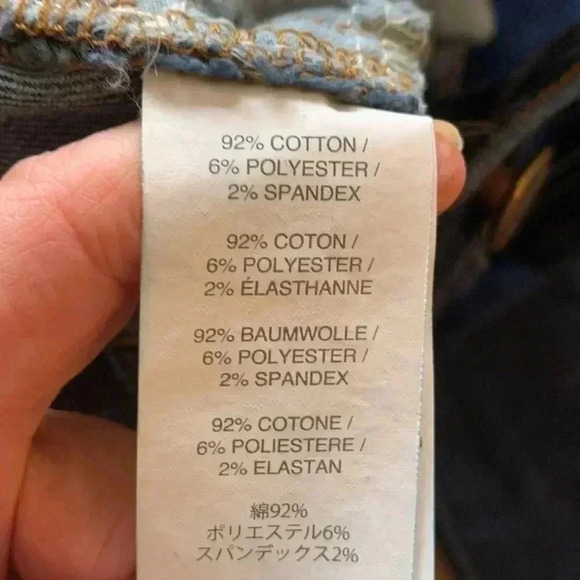 92% COTTON /
6% POLYESTER /
2% SPANDEX
92% COTON /
6% POLYESTER /
2% ÉLASTHANNE
92% BAUMWOLLE /
6% POLYESTER /
2% SPANDEX
92% COTONE /
6% POLIESTERE /
2% ELASTAN
綿92%
ポリエステル6%
スパンデックス2%